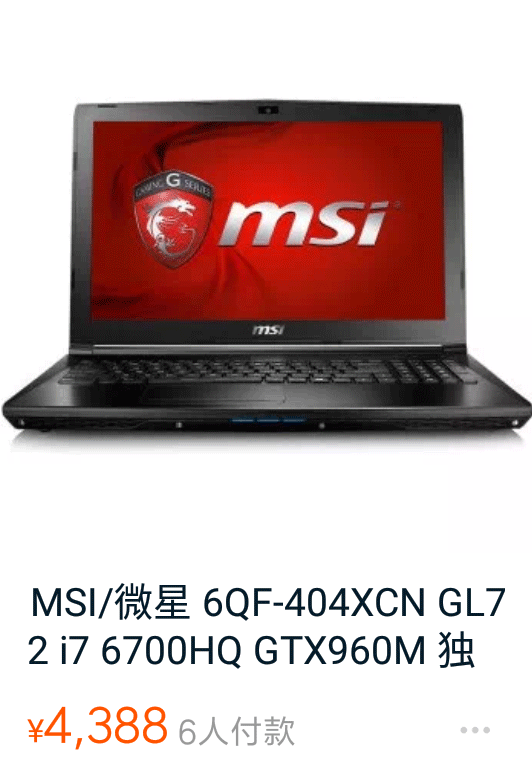 GAMING G SERIES
msi
msi
MSI/微星 6QF-404XCN GL7
2 i7 6700HQ GTX960M 独
¥4,388 6人付款